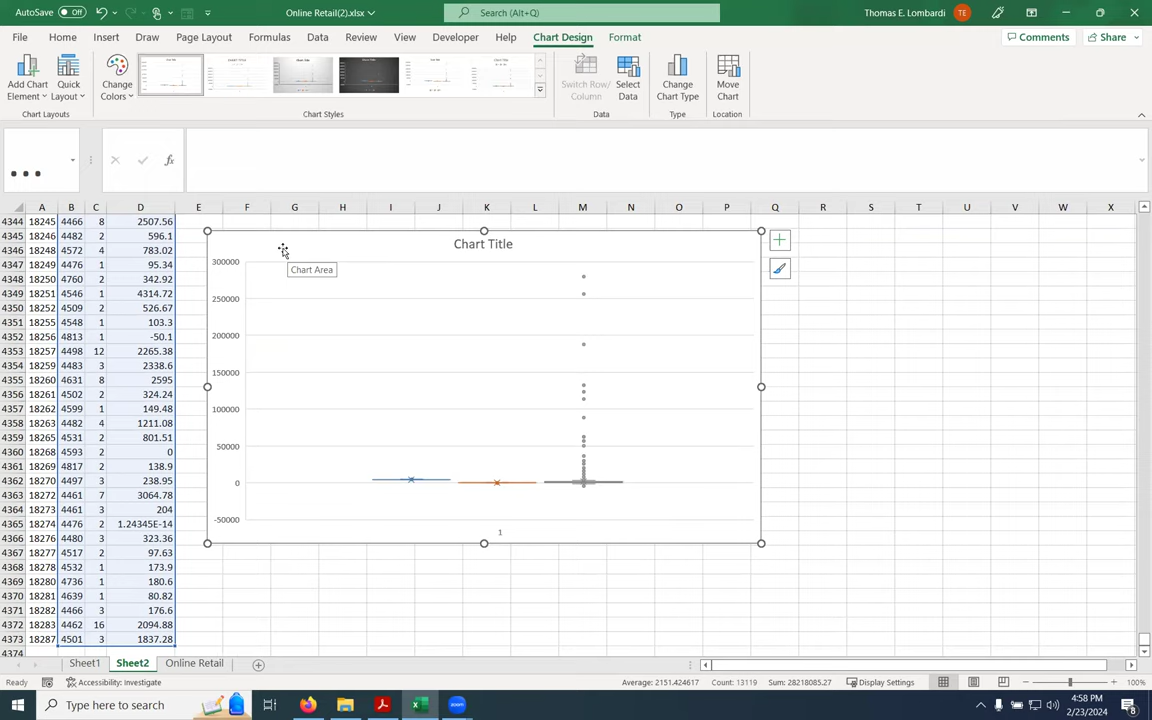 AutoSave Off Online Retail(2).xlsx Search (Alt+Q) Thomas E. Lombardi TE
File Home Insert Draw Page Layout Formulas Data Review View Developer Help Chart Design Format Comments Share
Add Chart Element Quick Layout Change Colors Switch Row/ Column Select Data Change Chart Type Move Chart
Chart Layouts Chart Styles Data Type Location
A B C D E F G H I J K L M N O P Q R S T U V W X
4344 18245 4466 8 2507.56
4345 18246 4482 2 596.1
4346 18248 4572 4 783.02
4347 18249 4476 1 95.34
4348 18250 4760 2 342.92
4349 18251 4546 1 4314.72
4350 18252 4509 2 526.67
4351 18255 4548 1 103.3
4352 18256 4813 1 -50.1
4353 18257 4498 12 2265.38
4354 18259 4483 3 2338.6
4355 18260 4631 8 2595
4356 18261 4502 2 324.24
4357 18262 4599 1 149.48
4358 18263 4482 4 1211.08
4359 18265 4531 2 801.51
4360 18268 4593 2 0
4361 18269 4817 2 138.9
4362 18270 4497 3 238.95
4363 18272 4461 7 3064.78
4364 18273 4461 3 204
4365 18274 4476 2 1.24345E-14
4366 18276 4480 3 323.36
4367 18277 4517 2 97.63
4368 18278 4532 1 173.9
4369 18280 4736 1 180.6
4370 18281 4639 1 80.82
4371 18282 4466 3 176.6
4372 18283 4462 16 2094.88
4373 18287 4501 3 1837.28
4374
Chart Title
Chart Area
300000
250000
200000
150000
100000
50000
0
-50000
1
Sheet1 Sheet2 Online Retail
Ready Accessibility: Investigate Average: 2151.424617 Count: 13119 Sum: 28218085.27 Display Settings 100%
Type here to search
4:58 PM
2/23/2024
8